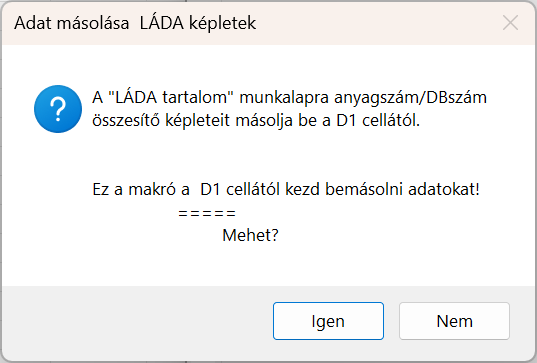 Adat másolása  LÁDA képletek
A "LÁDA tartalom" munkalapra anyagszám/DBszám
összesítő képleteit másolja be a D1 cellától.
Ez a makró a  D1 cellától kezd bemásolni adatokat!
=====
Mehet?
Igen
Nem